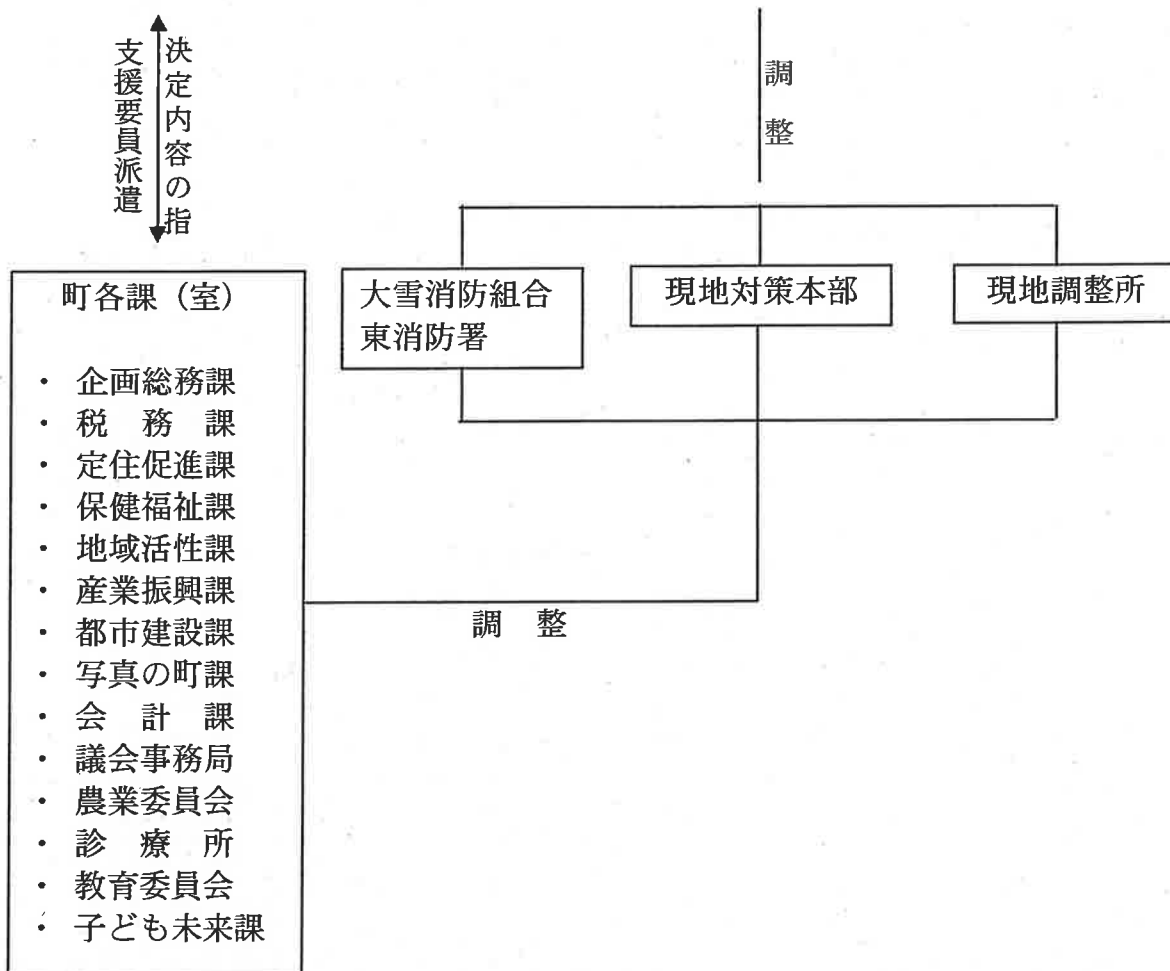 支援要員派遣
決定内容の指
調　整
町各課（室）
・ 企画総務課
・ 税　務　課
・ 定住促進課
・ 保健福祉課
・ 地域活性課
・ 産業振興課
・ 都市建設課
・ 写真の町課
・ 会　計　課
・ 議会事務局
・ 農業委員会
・ 診　療　所
・ 教育委員会
・ 子ども未来課
大雪消防組合
東消防署
現地対策本部
現地調整所
調　整